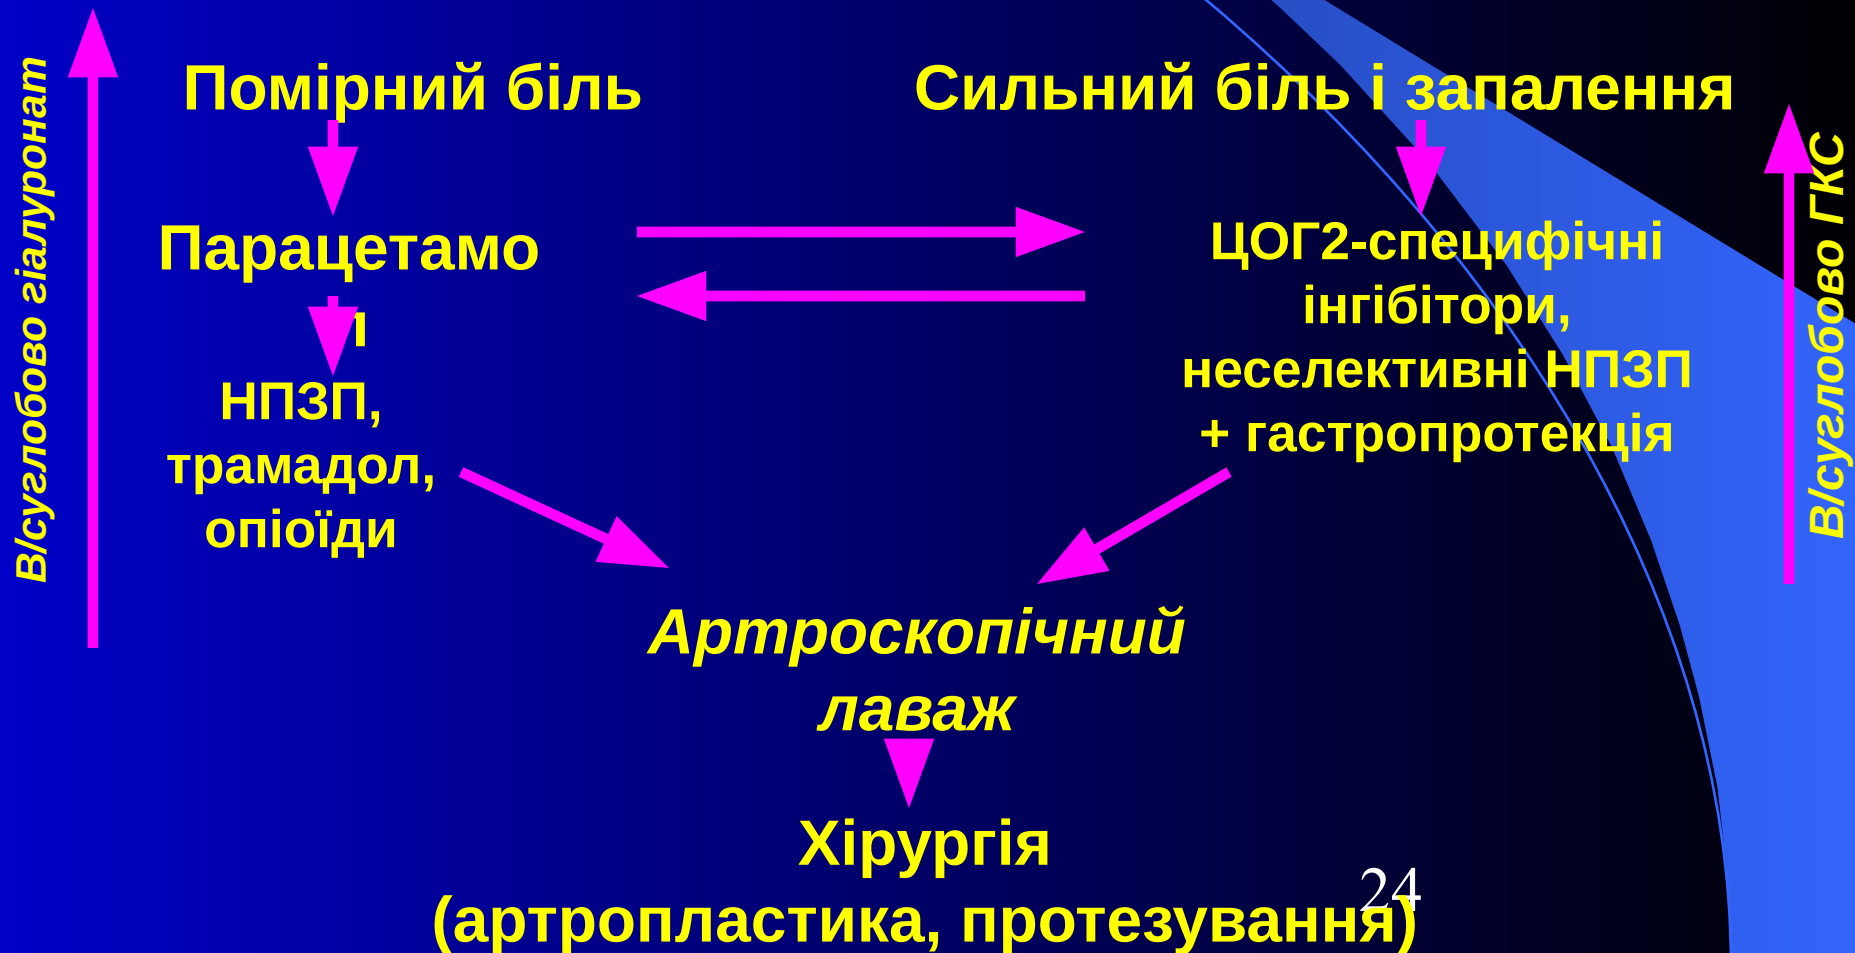 В/суглобово гіалуронат
Помірний біль
Парацетамо
л
НПЗП,
трамадол,
опіоїди
Сильний біль і запалення
ЦОГ2-специфічні
інгібітори,
неселективні НПЗП
+ гастропротекція
В/суглобово ГКС
Артроскопічний
лаваж
Хірургія
(артропластика, протезування)
24